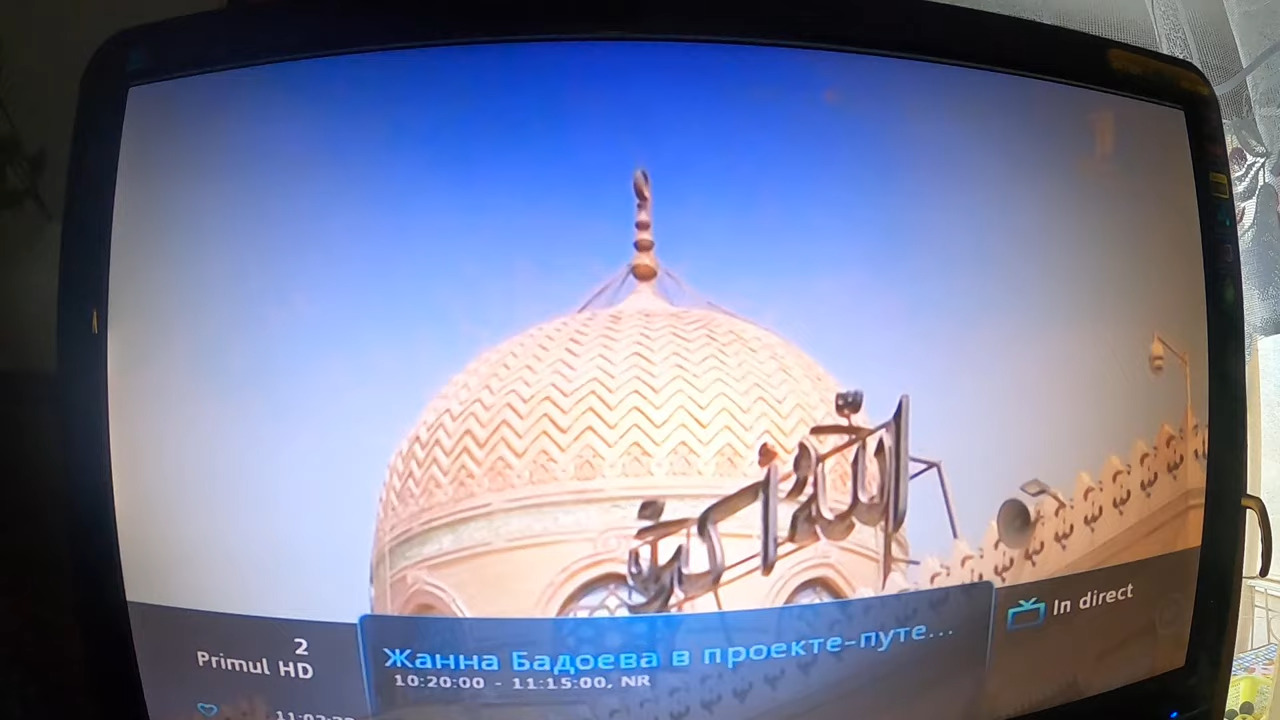 الله أكبر
2
Primul HD
Жанна Бадоева в проекте-путе...
10:20:00 - 11:15:00, NR
In direct